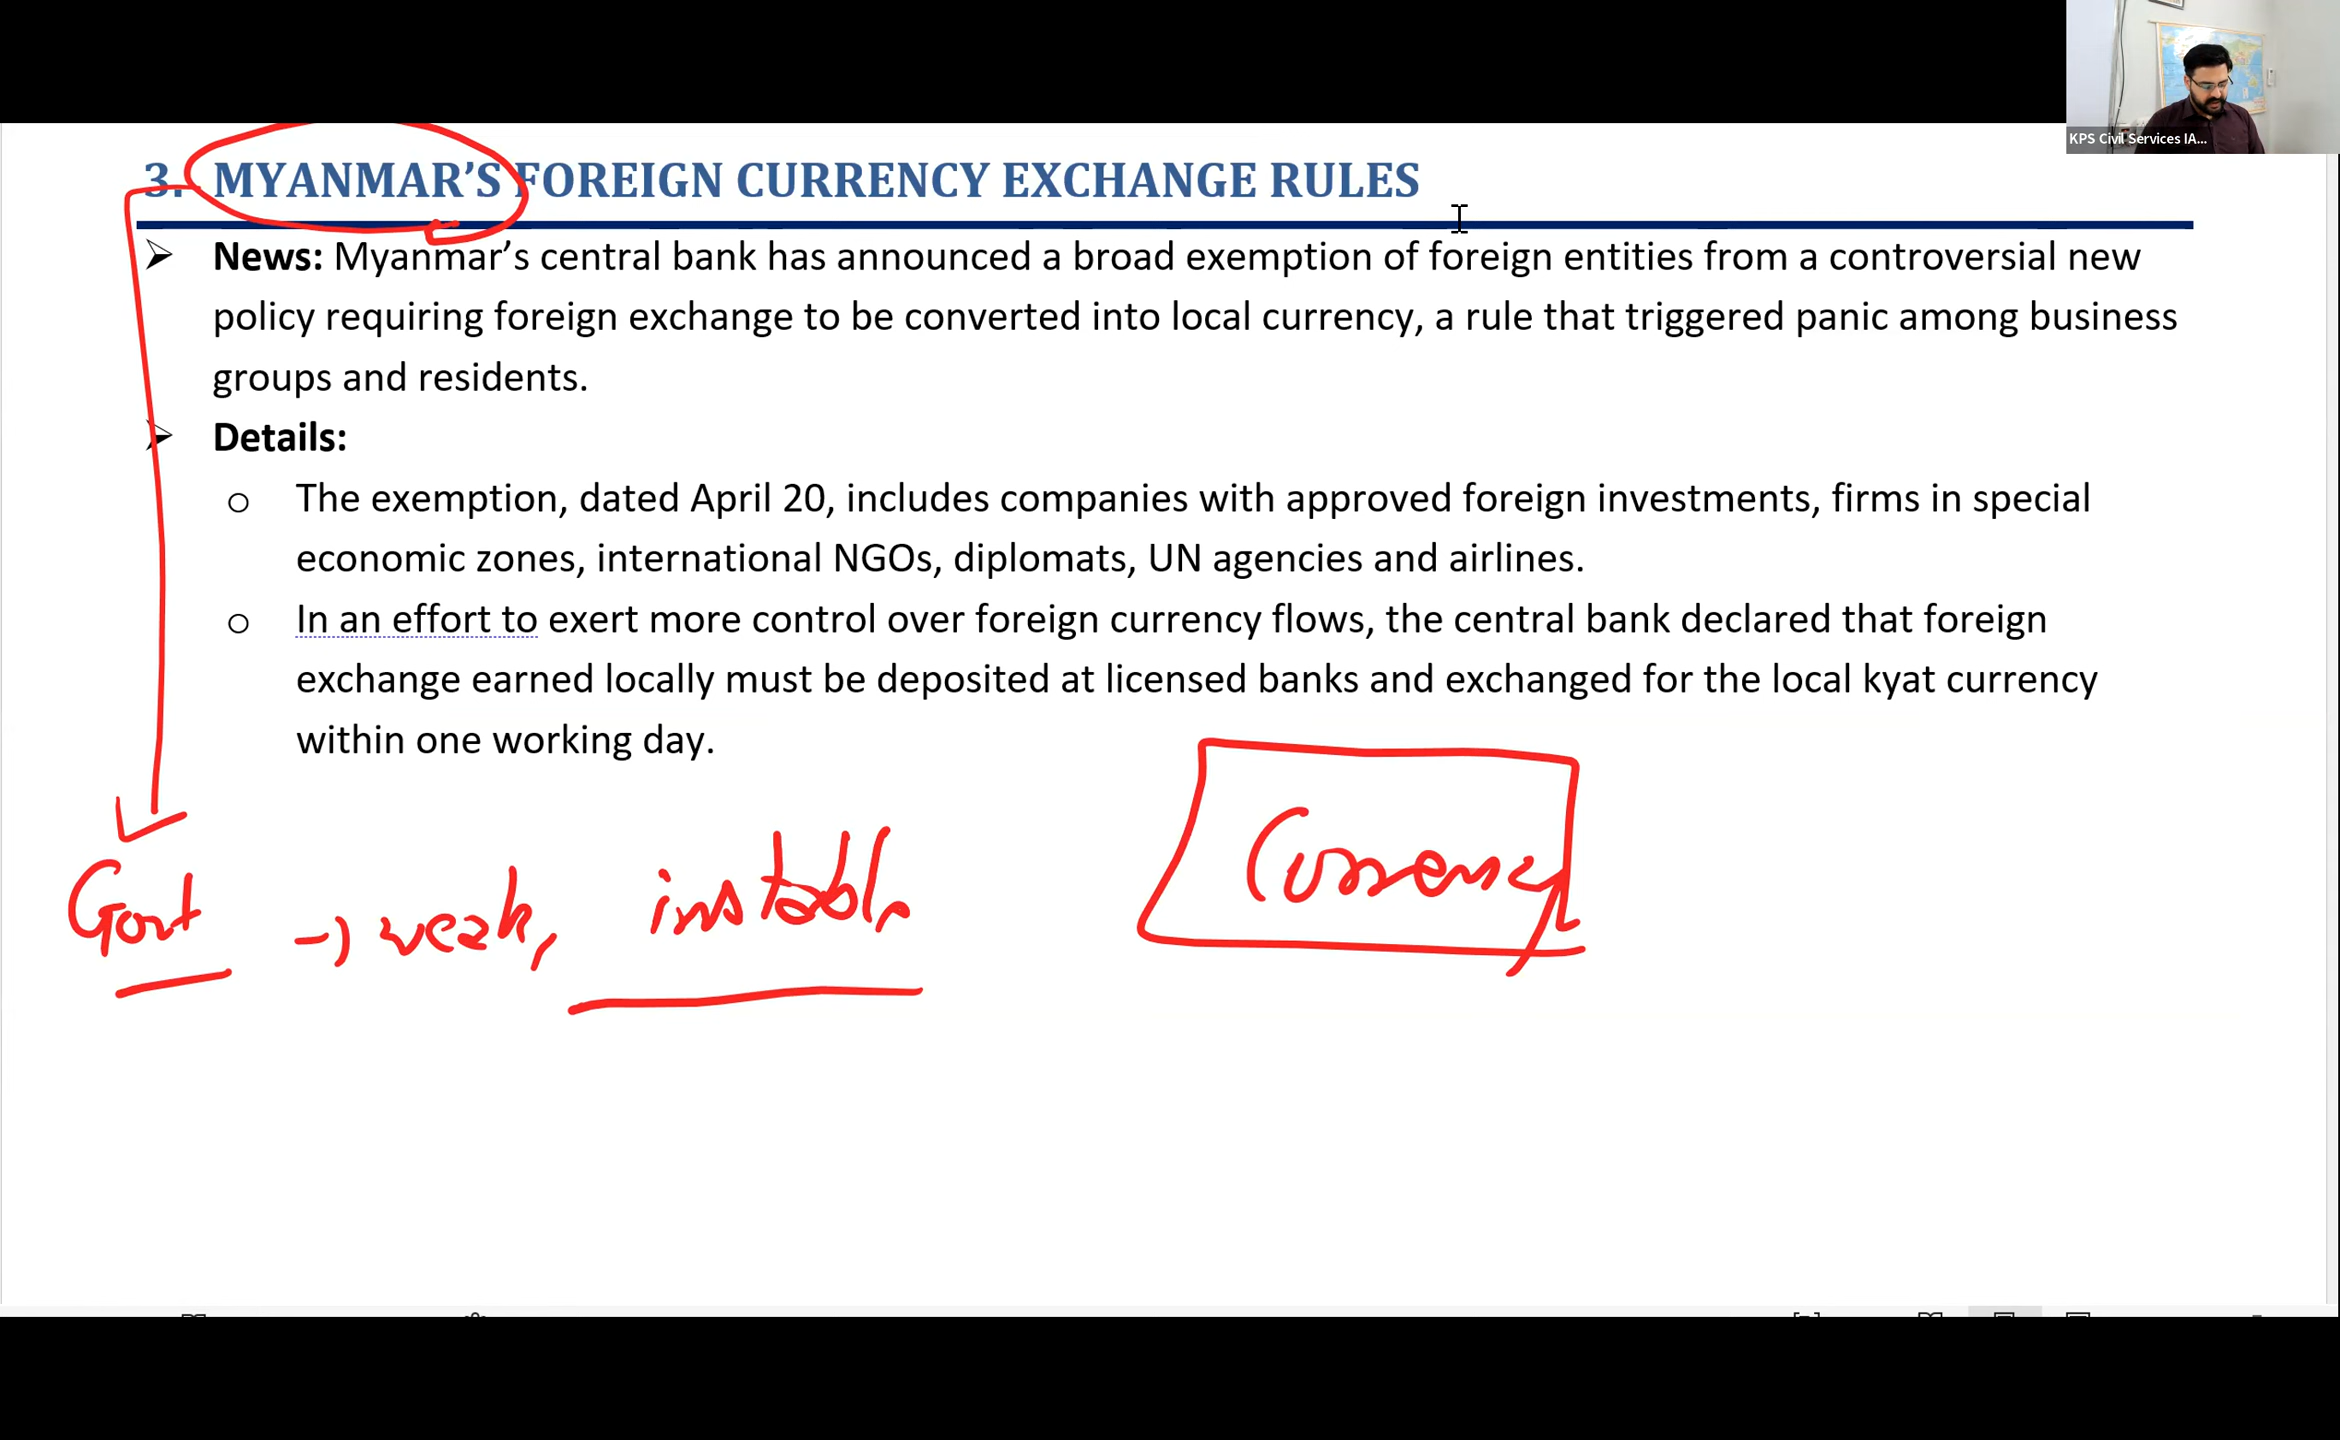 KPS Civil Services IA...
3. MYANMAR’S FOREIGN CURRENCY EXCHANGE RULES
➢ News: Myanmar’s central bank has announced a broad exemption of foreign entities from a controversial new
policy requiring foreign exchange to be converted into local currency, a rule that triggered panic among business
groups and residents.
➢ Details:
o The exemption, dated April 20, includes companies with approved foreign investments, firms in special
economic zones, international NGOs, diplomats, UN agencies and airlines.
o In an effort to exert more control over foreign currency flows, the central bank declared that foreign
exchange earned locally must be deposited at licensed banks and exchanged for the local kyat currency
within one working day.
Govt → weak, instable
Currency